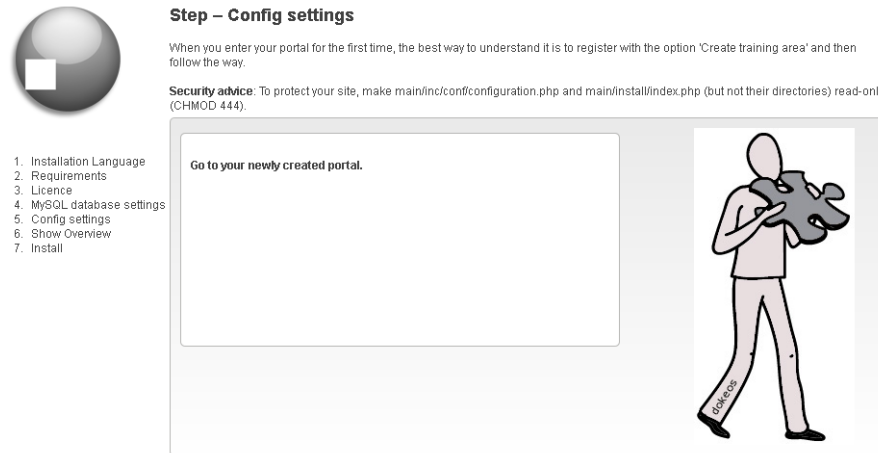 Step – Config settings
When you enter your portal for the first time, the best way to understand it is to register with the option 'Create training area' and then
follow the way.
Security advice: To protect your site, make main/inc/conf/configuration.php and main/install/index.php (but not their directories) read-onl
(CHMOD 444).
1. Installation Language
2. Requirements
3. Licence
4. MySQL database settings
5. Config settings
6. Show Overview
7. Install
Go to your newly created portal.
dokeos